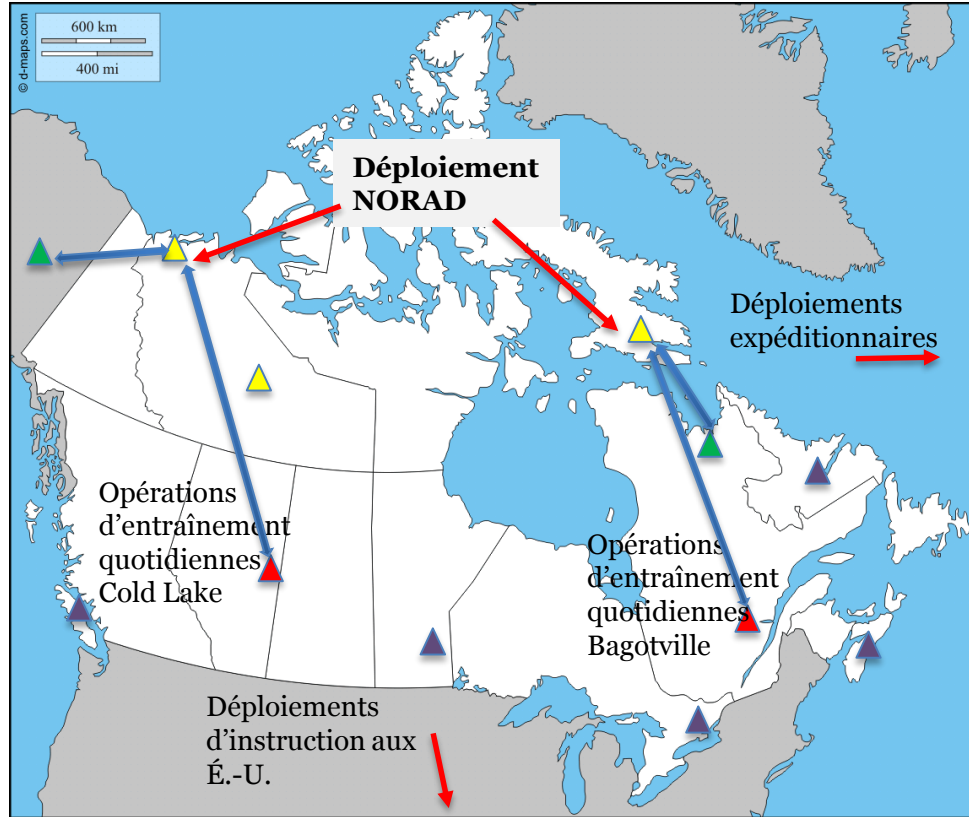 © d-maps.com
600 km
400 mi
Déploiement
NORAD
Déploiements
expéditionnaires
Opérations
d'entraînement
quotidiennes
Cold Lake
Opérations
d'entraînement
quotidiennes
Bagotville
Déploiements
d'instruction aux
É.-U.